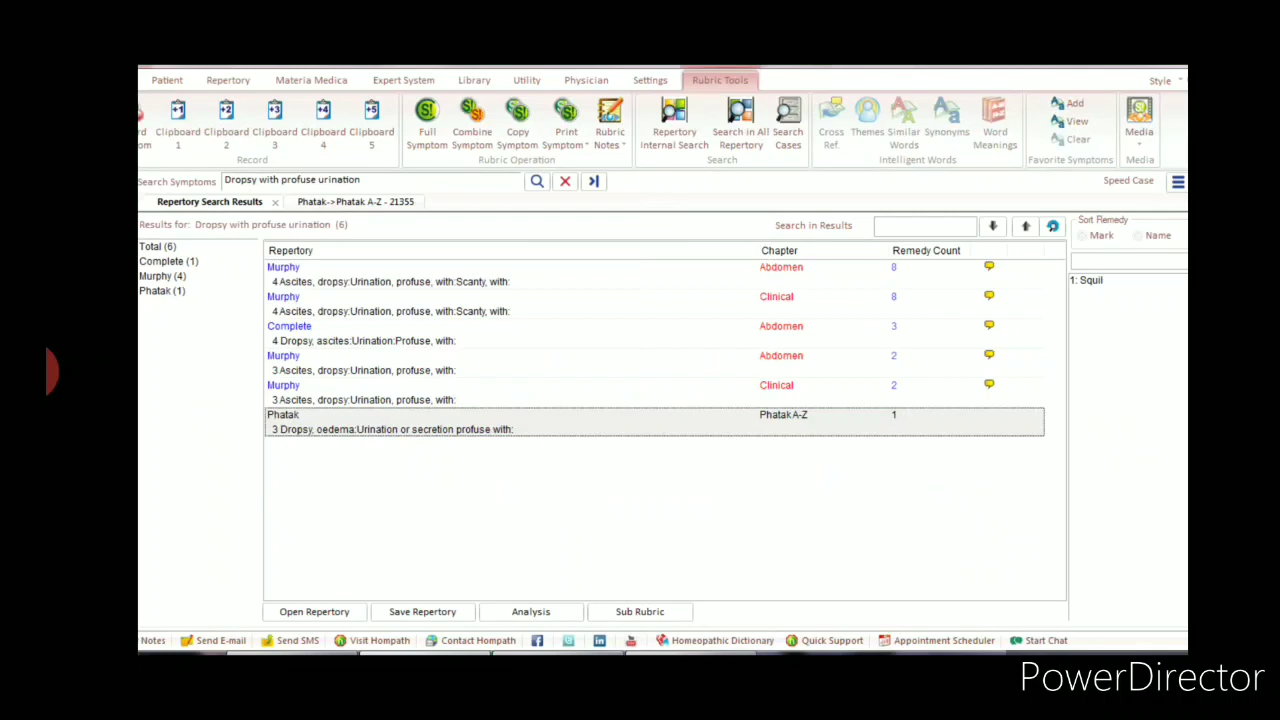 Patient Repertory Materia Medica Expert System Library Utility Physician Settings Rubric Tools Style
Clipboard 1 Clipboard 2 Clipboard 3 Clipboard 4 Clipboard 5 Full Symptom Combine Symptom Copy Symptom Print Symptom Rubric Notes Repertory Internal Search Search in All Repertory Search Cases Cross Ref. Themes Similar Words Synonyms Word Meanings Add View Clear Media
Record Rubric Operation Search Intelligent Words Favorite Symptoms Media
Search Symptoms Dropsy with profuse urination Speed Case
Repertory Search Results Phatak->Phatak A-Z - 21355
Results for: Dropsy with profuse urination (6) Search in Results Sort Remedy
Mark Name
Total (6)
Complete (1)
Murphy (4)
Phatak (1)
Repertory Chapter Remedy Count
Murphy Abdomen 8
4 Ascites, dropsy:Urination, profuse, with:Scanty, with:
Murphy Clinical 8
4 Ascites, dropsy:Urination, profuse, with:Scanty, with:
Complete Abdomen 3
4 Dropsy, ascites:Urination:Profuse, with:
Murphy Abdomen 2
3 Ascites, dropsy:Urination, profuse, with:
Murphy Clinical 2
3 Ascites, dropsy:Urination, profuse, with:
Phatak Phatak A-Z 1
3 Dropsy, oedema:Urination or secretion profuse with:
1: Squil
Open Repertory Save Repertory Analysis Sub Rubric
Notes Send E-mail Send SMS Visit Hompath Contact Hompath Homeopathic Dictionary Quick Support Appointment Scheduler Start Chat
PowerDirector